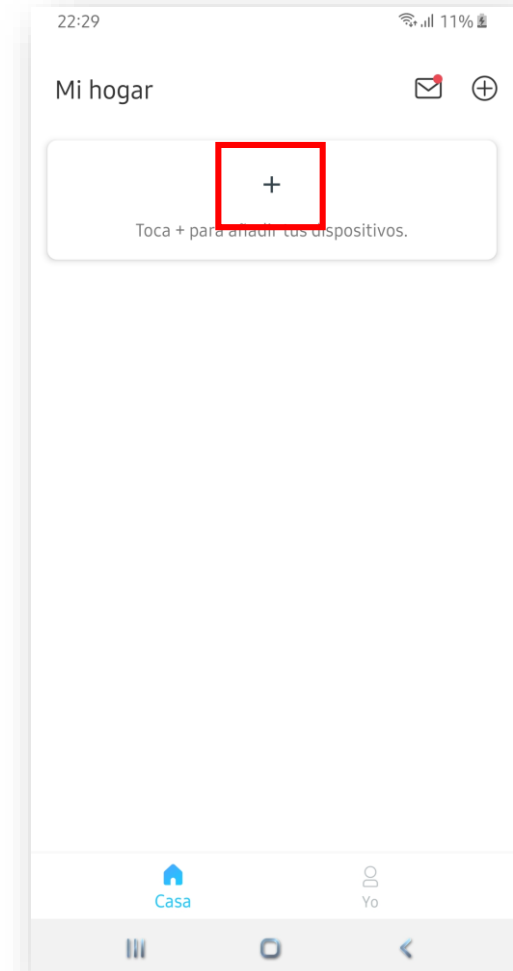 22:29 11%
Mi hogar
+
Toca + para añadir tus dispositivos.
Casa Yo